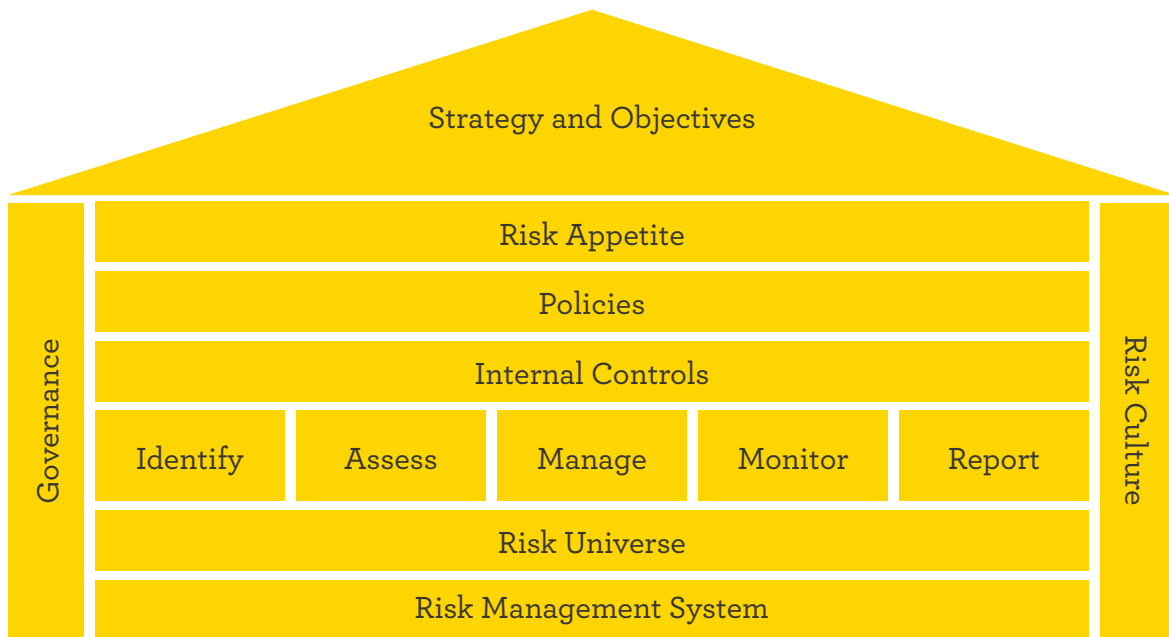 Strategy and Objectives
Governance
Risk Appetite
Policies
Internal Controls
Identify
Assess
Manage
Monitor
Report
Risk Universe
Risk Management System
Risk Culture